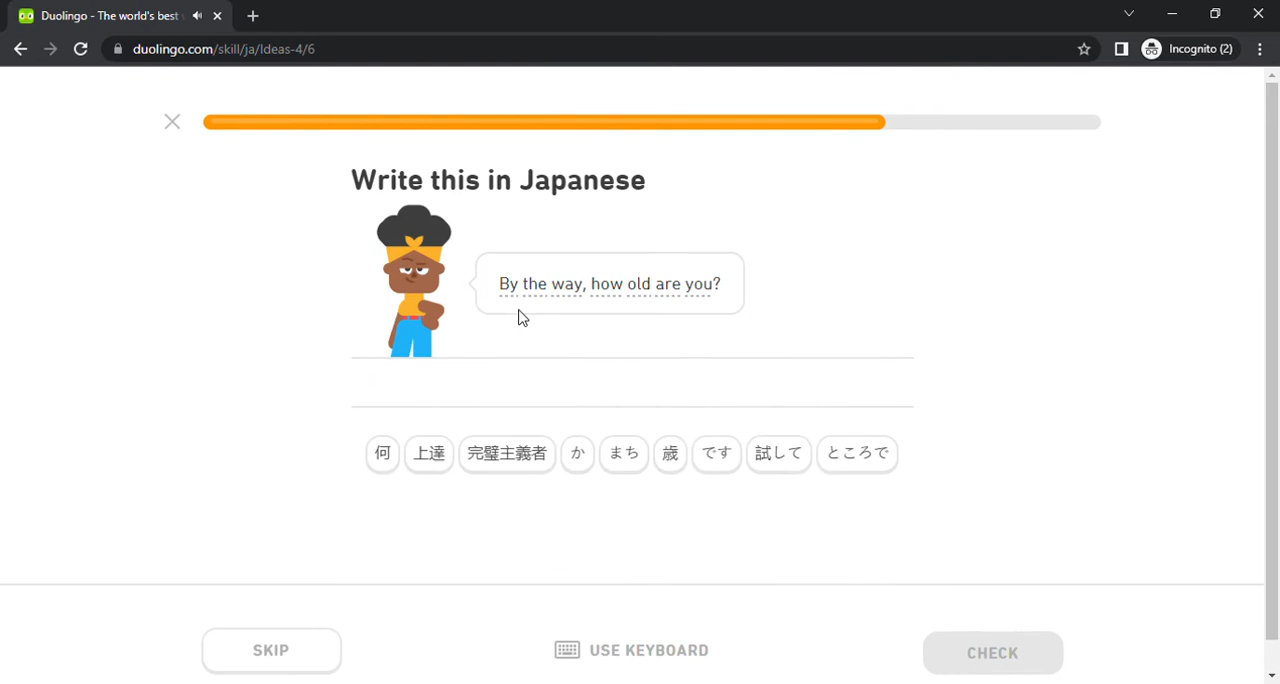 Duolingo - The world's best
duolingo.com/skill/ja/Ideas-4/6
Incognito (2)
Write this in Japanese
By the way, how old are you?
何 上達 完璧主義者 か まち 歳 です 試して ところで
SKIP
USE KEYBOARD
CHECK